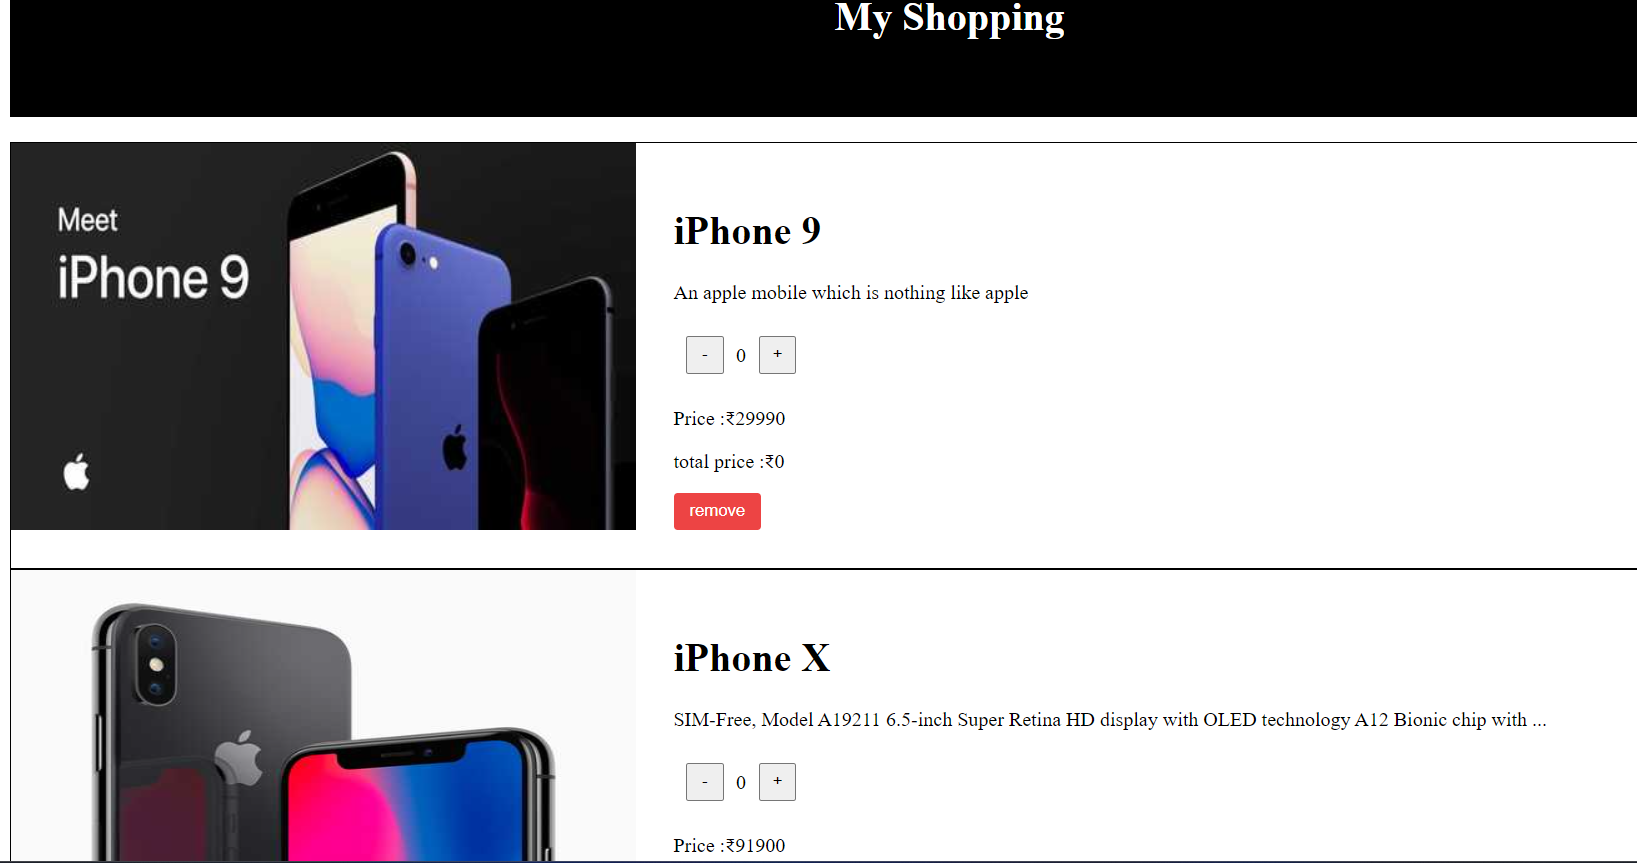 My Shopping
Meet
iPhone 9
iPhone 9
An apple mobile which is nothing like apple
- 0 +
Price :₹29990
total price :₹0
remove
iPhone X
SIM-Free, Model A19211 6.5-inch Super Retina HD display with OLED technology A12 Bionic chip with ...
- 0 +
Price :₹91900